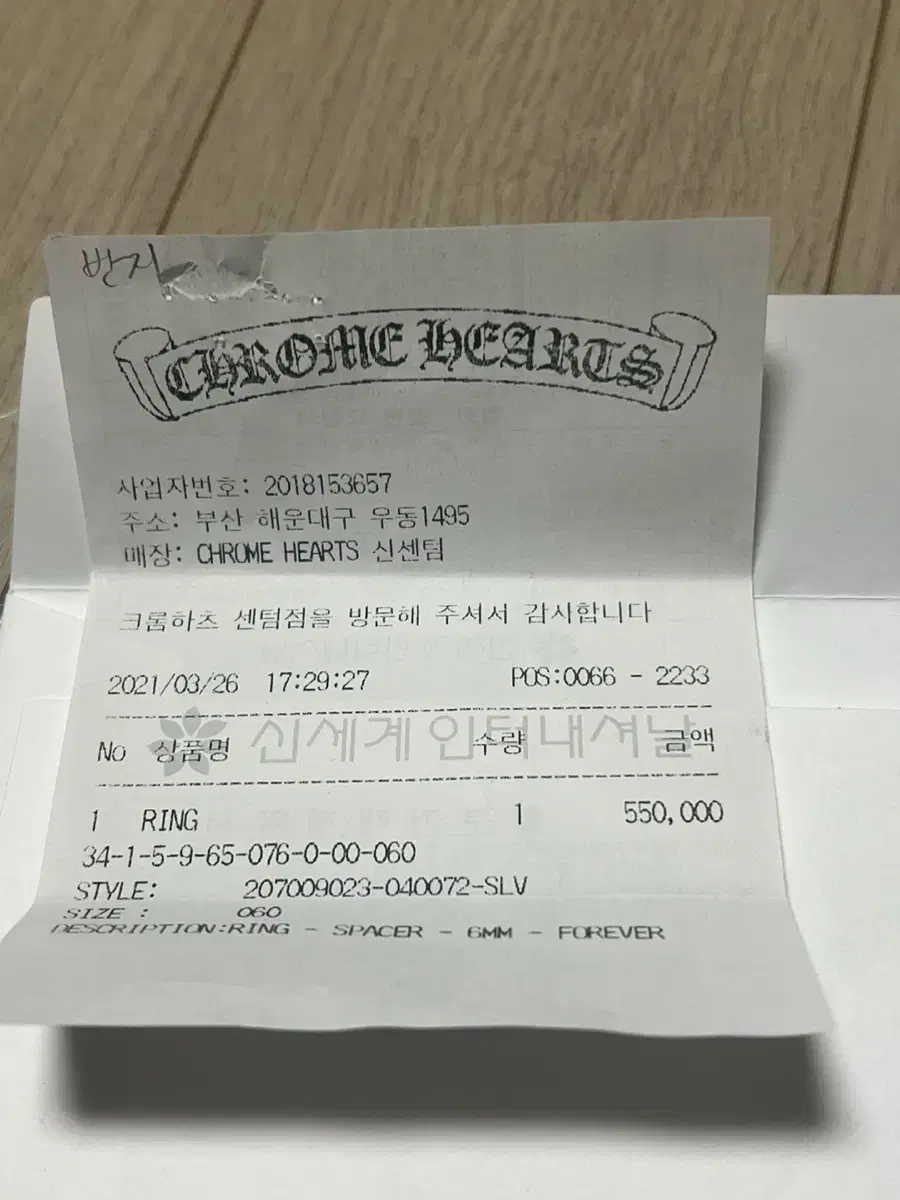 반지
CHROME HEARTS
사업자번호: 2018153657
주소: 부산 해운대구 우동1495
매장: CHROME HEARTS 신센텀
크롬하츠 센텀점을 방문해 주셔서 감사합니다
2021/03/26 17:29:27 POS:0066 - 2233
신세계인터내셔날
No 상품명 수량 금액
1 RING 1 550,000
34-1-5-9-65-076-0-00-060
STYLE: 207009023-040072-SLV
SIZE : 060
DESCRIPTION:RING - SPACER - 6MM - FOREVER